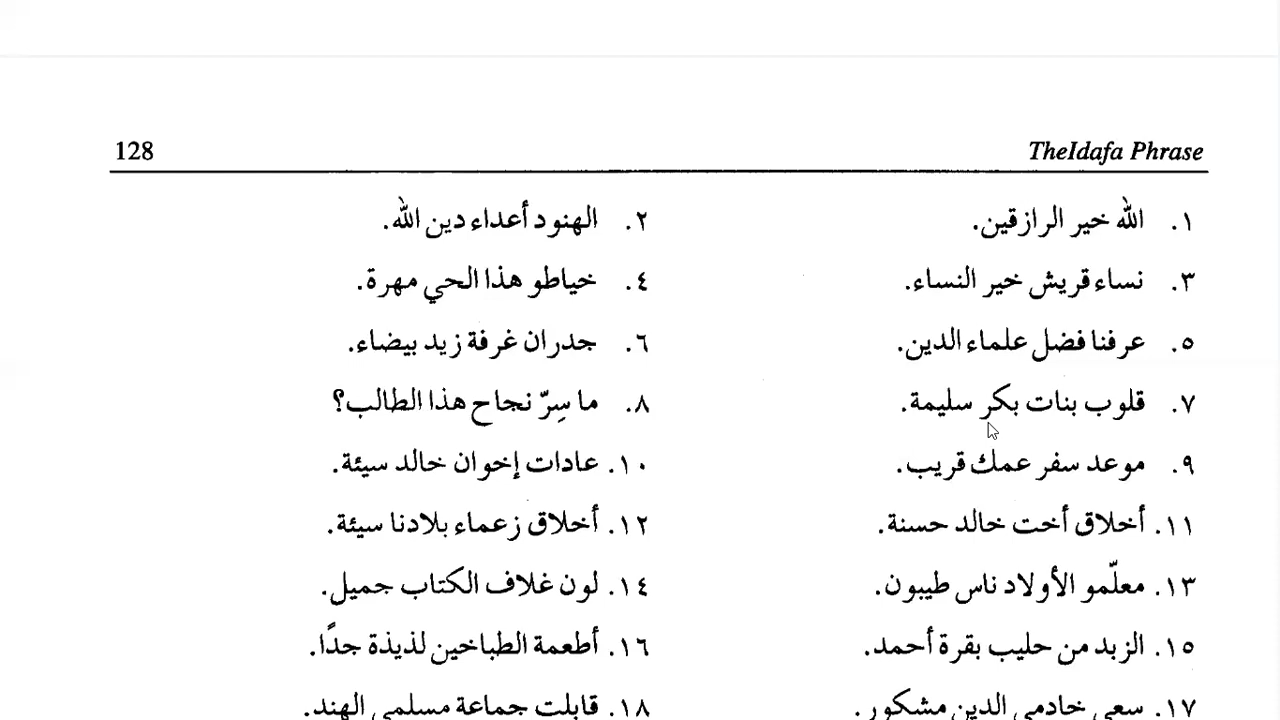 128 TheIdafa Phrase
١. الله خير الرازقين. ٢. الهنود أعداء دين الله.
٣. نساء قريش خير النساء. ٤. خياطو هذا الحي مهرة.
٥. عرفنا فضل علماء الدين. ٦. جدران غرفة زيد بيضاء.
٧. قلوب بنات بكر سليمة. ٨. ما سِرّ نجاح هذا الطالب؟
٩. موعد سفر عمك قريب. ١٠. عادات إخوان خالد سيئة.
١١. أخلاق أخت خالد حسنة. ١٢. أخلاق زعماء بلادنا سيئة.
١٣. معلّمو الأولاد ناس طيبون. ١٤. لون غلاف الكتاب جميل.
١٥. الزبد من حليب بقرة أحمد. ١٦. أطعمة الطباخين لذيذة جدًا.
١٧. سعي خادمي الدين مشكور. ١٨. قابلت جماعة مسلمي الهند.